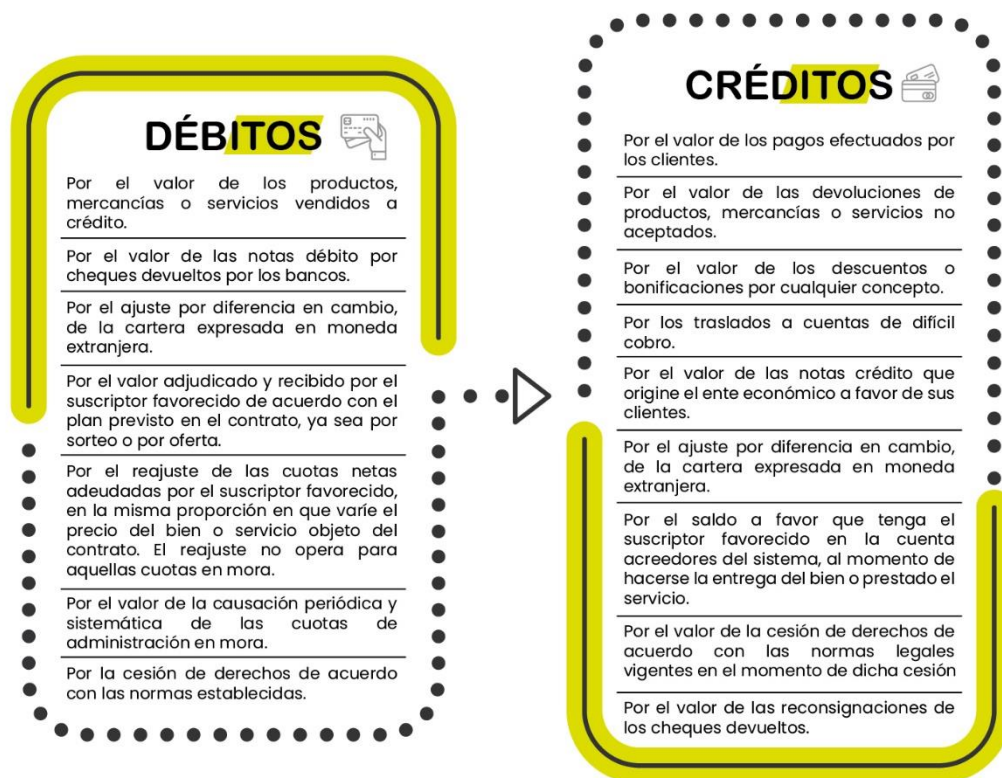 DÉBITOS
Por el valor de los productos,
mercancías o servicios vendidos a
crédito.
Por el valor de las notas débito por
cheques devueltos por los bancos.
Por el ajuste por diferencia en cambio,
de la cartera expresada en moneda
extranjera.
Por el valor adjudicado y recibido por el
suscriptor favorecido de acuerdo con el
plan previsto en el contrato, ya sea por
sorteo o por oferta.
Por el reajuste de las cuotas netas
adeudadas por el suscriptor favorecido,
en la misma proporción en que varíe el
precio del bien o servicio objeto del
contrato. El reajuste no opera para
aquellas cuotas en mora.
Por el valor de la causación periódica y
sistemática de las cuotas de
administración en mora.
Por la cesión de derechos de acuerdo
con las normas establecidas.
CRÉDITOS
Por el valor de los pagos efectuados por
los clientes.
Por el valor de las devoluciones de
productos, mercancías o servicios no
aceptados.
Por el valor de los descuentos o
bonificaciones por cualquier concepto.
Por los traslados a cuentas de difícil
cobro.
Por el valor de las notas crédito que
origine el ente económico a favor de sus
clientes.
Por el ajuste por diferencia en cambio,
de la cartera expresada en moneda
extranjera.
Por el saldo a favor que tenga el
suscriptor favorecido en la cuenta
acreedores del sistema, al momento de
hacerse la entrega del bien o prestado el
servicio.
Por el valor de la cesión de derechos de
acuerdo con las normas legales
vigentes en el momento de dicha cesión
Por el valor de las reconsignaciones de
los cheques devueltos.